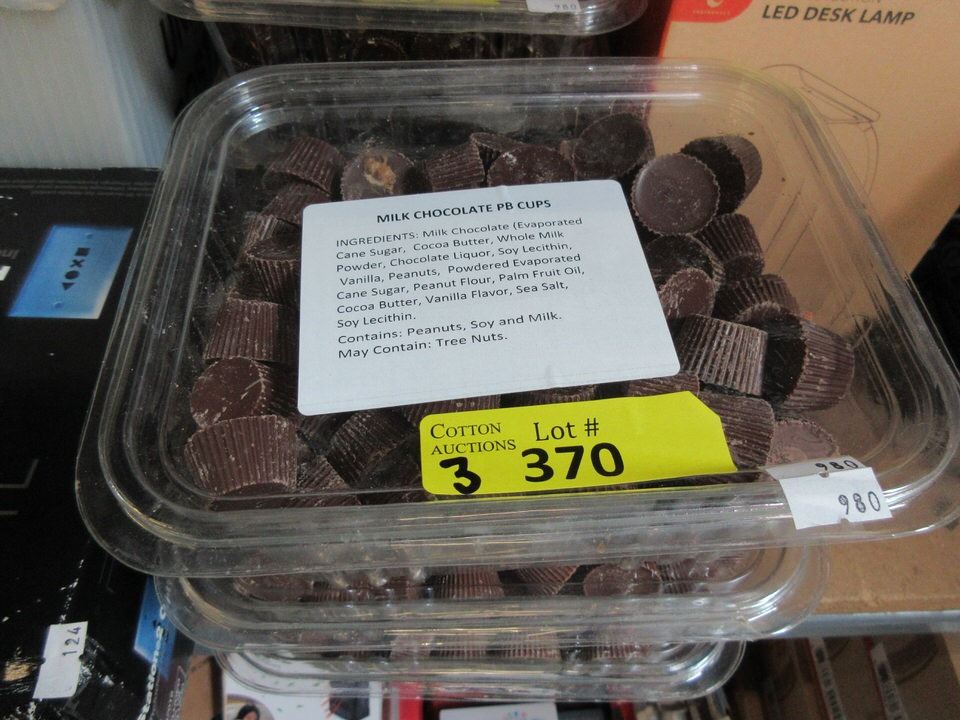 980
LED DESK LAMP
MILK CHOCOLATE PB CUPS
INGREDIENTS: Milk Chocolate (Evaporated
Cane Sugar, Cocoa Butter, Whole Milk
Powder, Chocolate Liquor, Soy Lecithin,
Vanilla, Peanuts, Powdered Evaporated
Cane Sugar, Peanut Flour, Palm Fruit Oil,
Cocoa Butter, Vanilla Flavor, Sea Salt,
Soy Lecithin.
Contains: Peanuts, Soy and Milk.
May Contain: Tree Nuts.
COTTON
AUCTIONS
Lot #
3 370
980
980
124